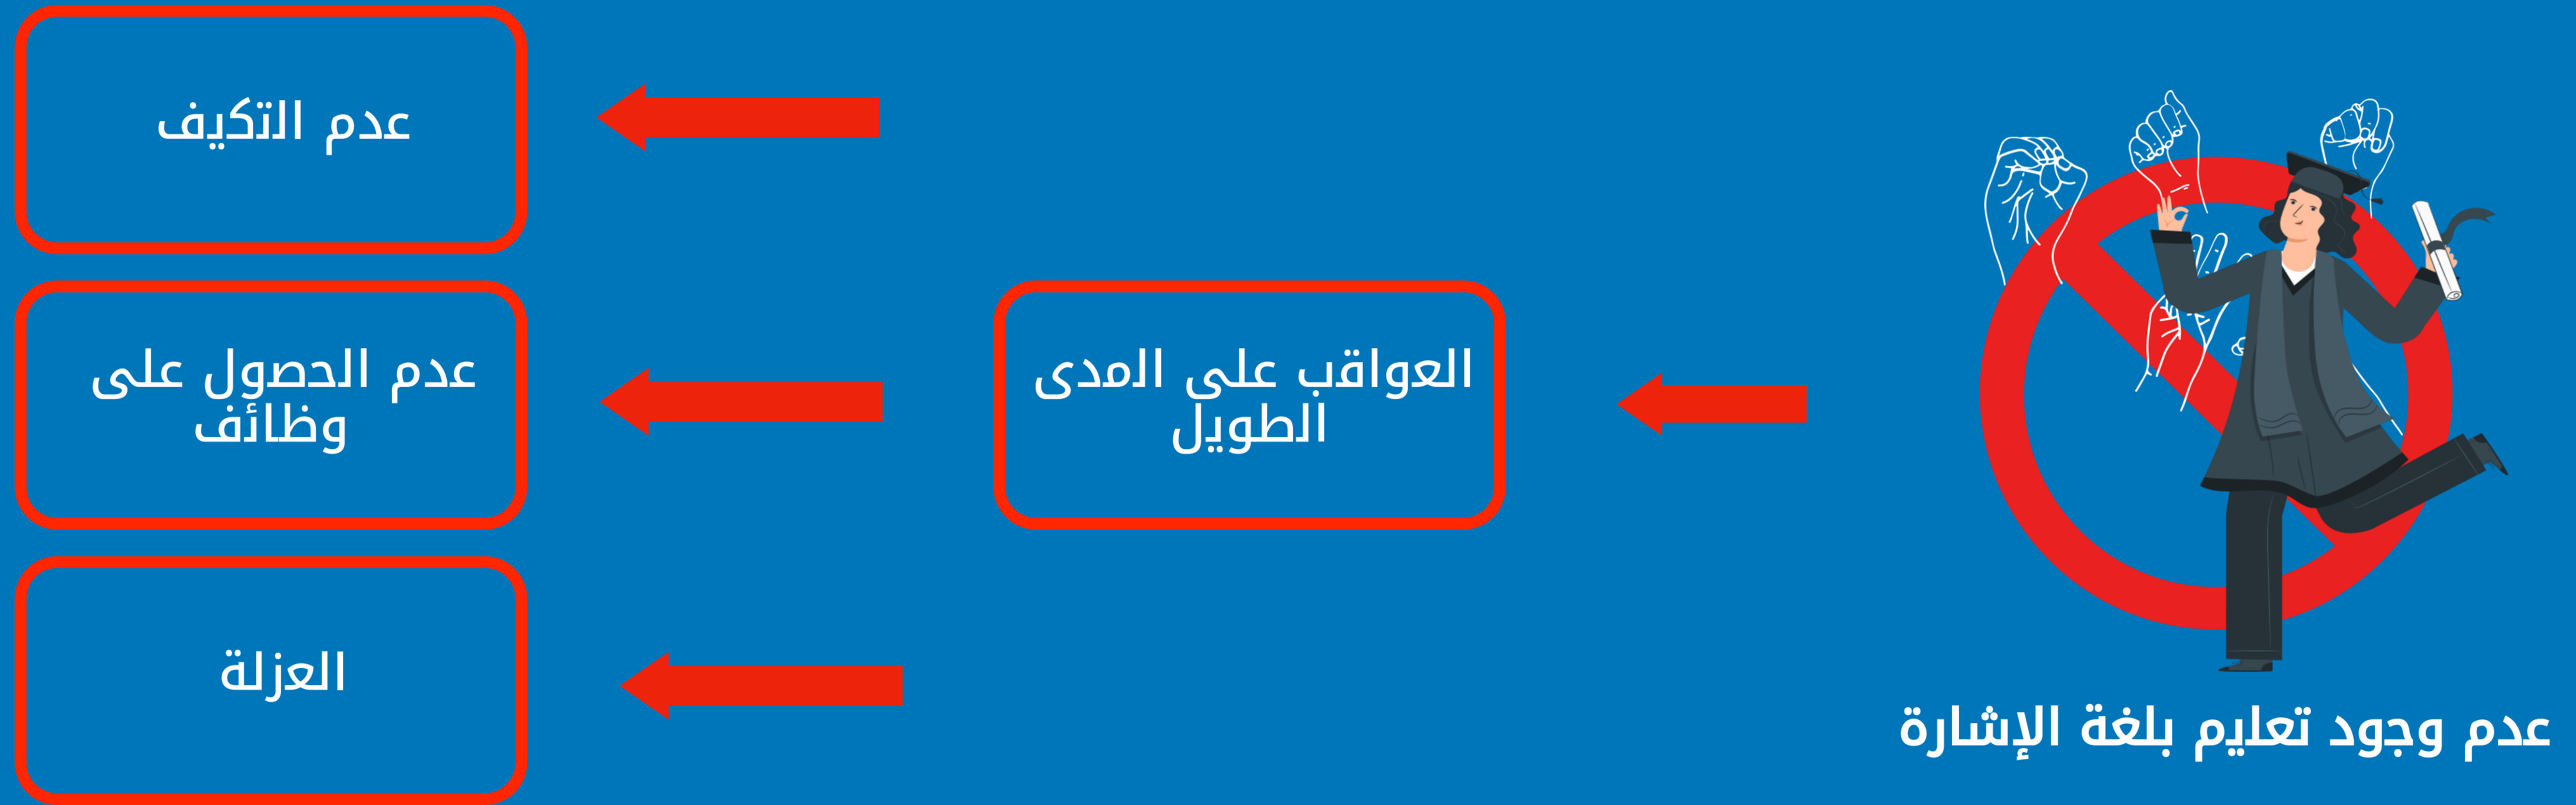 عدم وجود تعليم بلغة الإشارة
العواقب على المدى
الطويل
عدم التكيف
عدم الحصول على
وظائف
العزلة